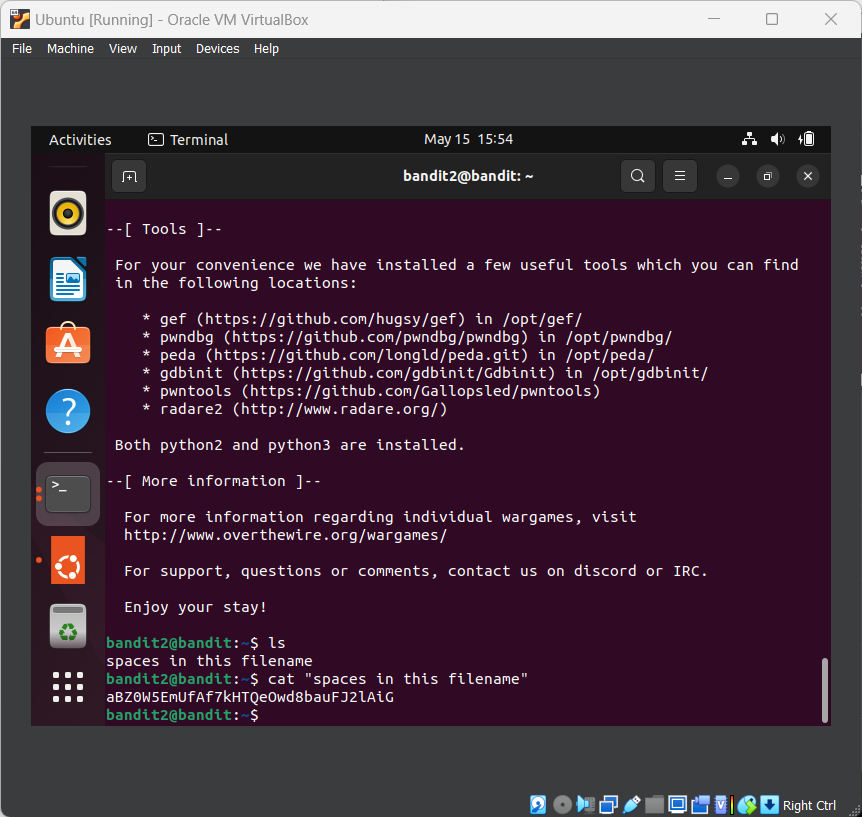 Ubuntu [Running] - Oracle VM VirtualBox
File Machine View Input Devices Help
Activities Terminal May 15 15:54
bandit2@bandit: ~
--[ Tools ]--
For your convenience we have installed a few useful tools which you can find
in the following locations:
* gef (https://github.com/hugsy/gef) in /opt/gef/
* pwndbg (https://github.com/pwndbg/pwndbg) in /opt/pwndbg/
* peda (https://github.com/longld/peda.git) in /opt/peda/
* gdbinit (https://github.com/gdbinit/Gdbinit) in /opt/gdbinit/
* pwntools (https://github.com/Gallopsled/pwntools)
* radare2 (http://www.radare.org/)
Both python2 and python3 are installed.
--[ More information ]--
For more information regarding individual wargames, visit
http://www.overthewire.org/wargames/
For support, questions or comments, contact us on discord or IRC.
Enjoy your stay!
bandit2@bandit:~$ ls
spaces in this filename
bandit2@bandit:~$ cat "spaces in this filename"
aBZ0W5EmUfAf7kHTQeOwd8bauFJ2lAiG
bandit2@bandit:~$
Right Ctrl